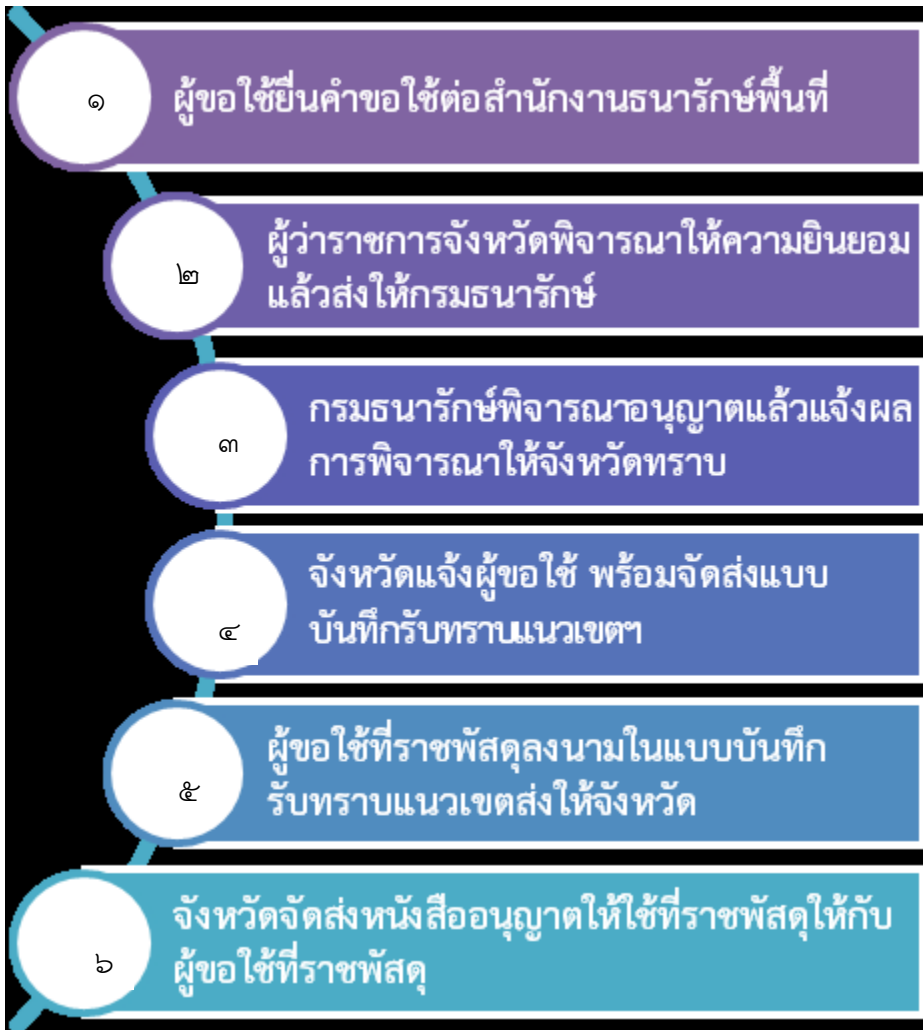 ๑
ผู้ขอใช้ยื่นคำขอใช้ต่อสำนักงานธนารักษ์พื้นที่
๒
ผู้ว่าราชการจังหวัดพิจารณาให้ความยินยอม
แล้วส่งให้กรมธนารักษ์
๓
กรมธนารักษ์พิจารณาอนุญาตแล้วแจ้งผล
การพิจารณาให้จังหวัดทราบ
๔
จังหวัดแจ้งผู้ขอใช้ พร้อมจัดส่งแบบ
บันทึกรับทราบแนวเขตฯ
๕
ผู้ขอใช้ที่ราชพัสดุลงนามในแบบบันทึก
รับทราบแนวเขตส่งให้จังหวัด
๖
จังหวัดจัดส่งหนังสืออนุญาตให้ใช้ที่ราชพัสดุให้กับ
ผู้ขอใช้ที่ราชพัสดุ